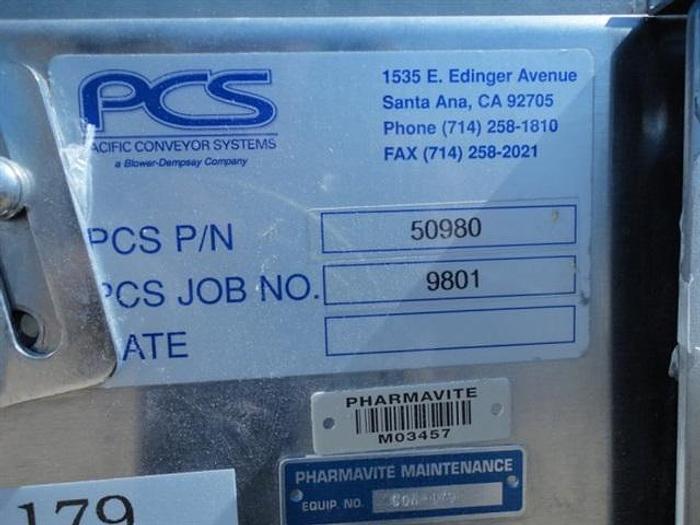 PCS
PACIFIC CONVEYOR SYSTEMS
a Blower-Dempsay Company
1535 E. Edinger Avenue
Santa Ana, CA 92705
Phone (714) 258-1810
FAX (714) 258-2021
PCS P/N 50980
PCS JOB NO. 9801
ATE
PHARMAVITE
M03457
PHARMAVITE MAINTENANCE
EQUIP. NO.
179